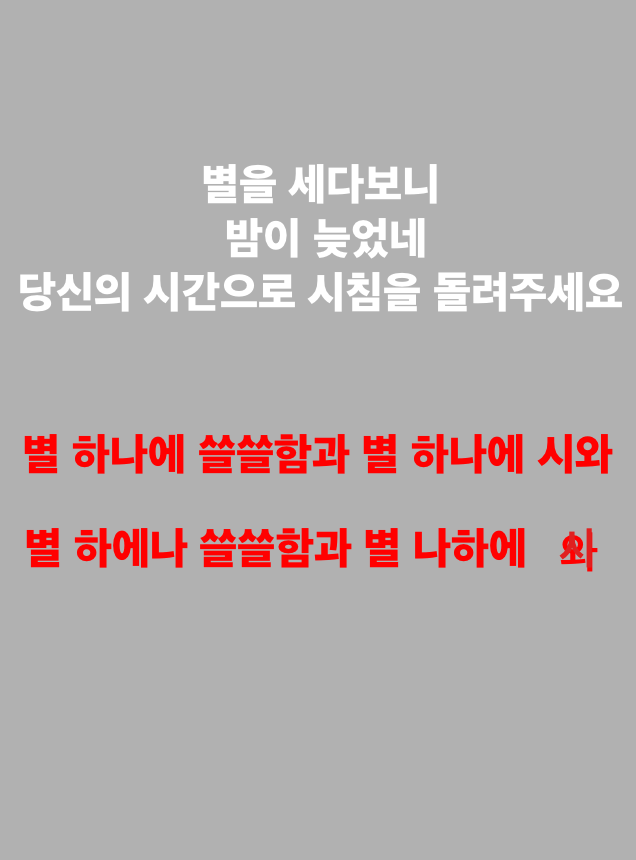 별을 세다보니
밤이 늦었네
당신의 시간으로 시침을 돌려주세요
별 하나에 쓸쓸함과 별 하나에 시와
별 하에나 쓸쓸함과 별 나하에